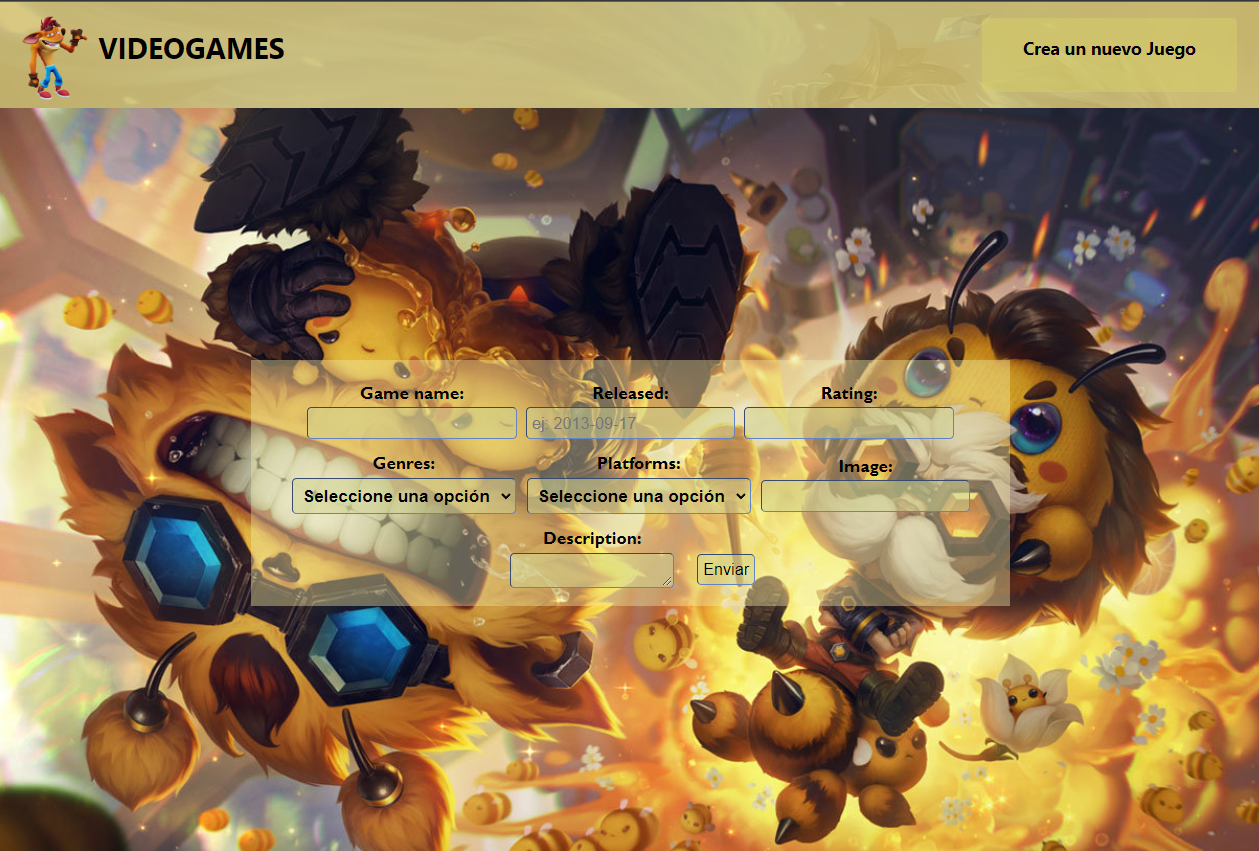 VIDEOGAMES
Crea un nuevo Juego
Game name:
Released:
Rating:
ej: 2013-09-17
Genres:
Platforms:
Image:
Seleccione una opción
Seleccione una opción
Description:
Enviar